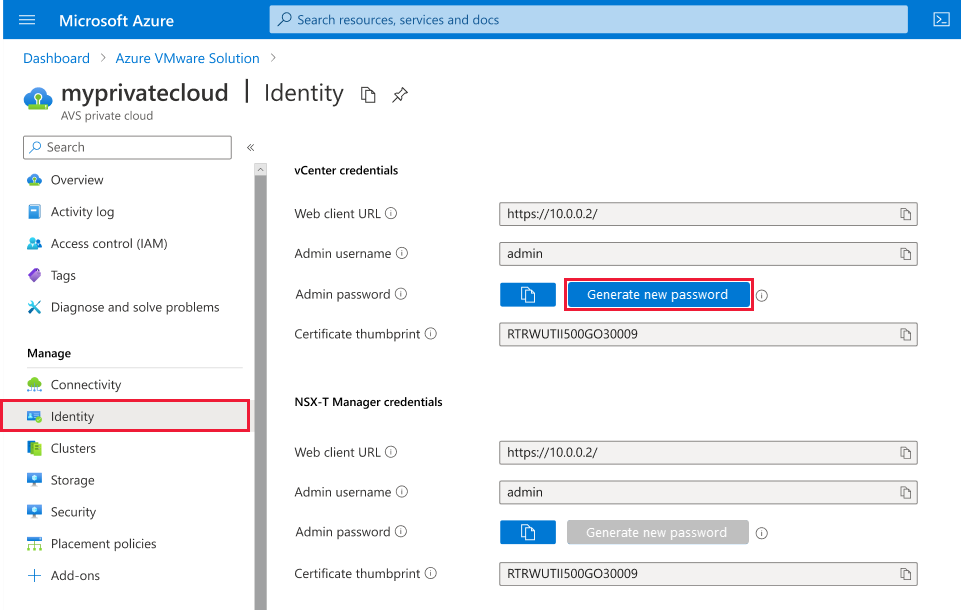 Microsoft Azure
Search resources, services and docs
Dashboard > Azure VMware Solution >
myprivatecloud | Identity
AVS private cloud
Search
«
Overview
Activity log
Access control (IAM)
Tags
Diagnose and solve problems
Manage
Connectivity
Identity
Clusters
Storage
Security
Placement policies
Add-ons
vCenter credentials
Web client URL
https://10.0.0.2/
Admin username
admin
Admin password
Generate new password
Certificate thumbprint
RTRWUTII500GO30009
NSX-T Manager credentials
Web client URL
https://10.0.0.2/
Admin username
admin
Admin password
Generate new password
Certificate thumbprint
RTRWUTII500GO30009